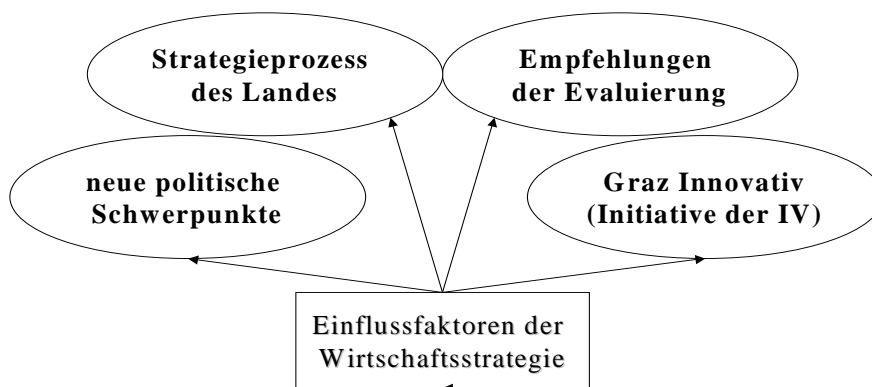 Strategieprozess
des Landes
Empfehlungen
der Evaluierung
neue politische
Schwerpunkte
Graz Innovativ
(Initiative der IV)
Einflussfaktoren der
Wirtschaftsstrategie